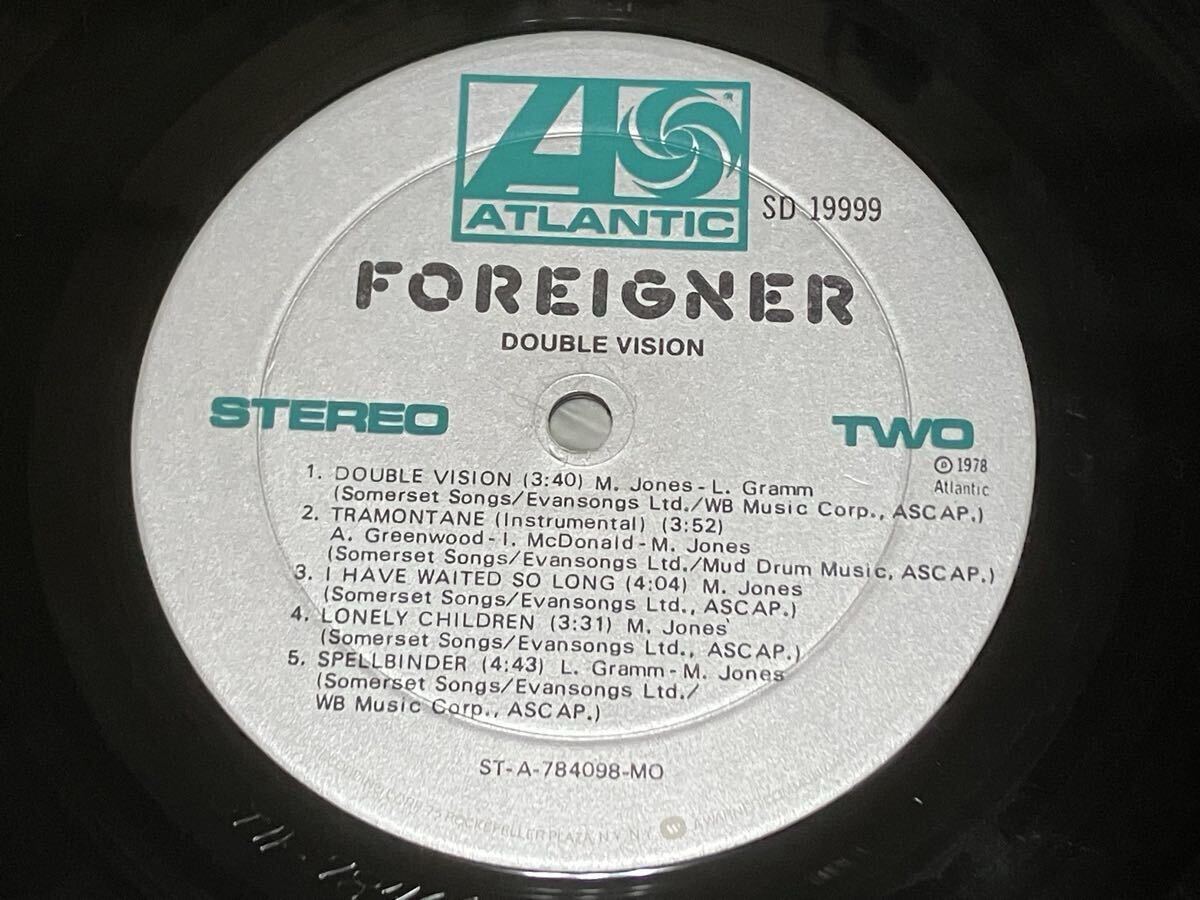 A
®
ATLANTIC
SD 19999
FOREIGNER
DOUBLE VISION
STEREO
TWO
℗ 1978
Atlantic
1. DOUBLE VISION (3:40) M. Jones-L. Gramm
(Somerset Songs/Evansongs Ltd./WB Music Corp., ASCAP.)
2. TRAMONTANE (Instrumental) (3:52)
A. Greenwood-I. McDonald-M. Jones
(Somerset Songs/Evansongs Ltd./Mud Drum Music, ASCAP.)
3. I HAVE WAITED SO LONG (4:04) M. Jones
(Somerset Songs/Evansongs Ltd., ASCAP.)
4. LONELY CHILDREN (3:31) M. Jones
(Somerset Songs/Evansongs Ltd., ASCAP.)
5. SPELLBINDER (4:43) L. Gramm-M. Jones
(Somerset Songs/Evansongs Ltd./
WB Music Corp., ASCAP.)
ST-A-784098-MO
75 ROCKEFELLER PLAZA, N.Y. N.Y. W A WARNER